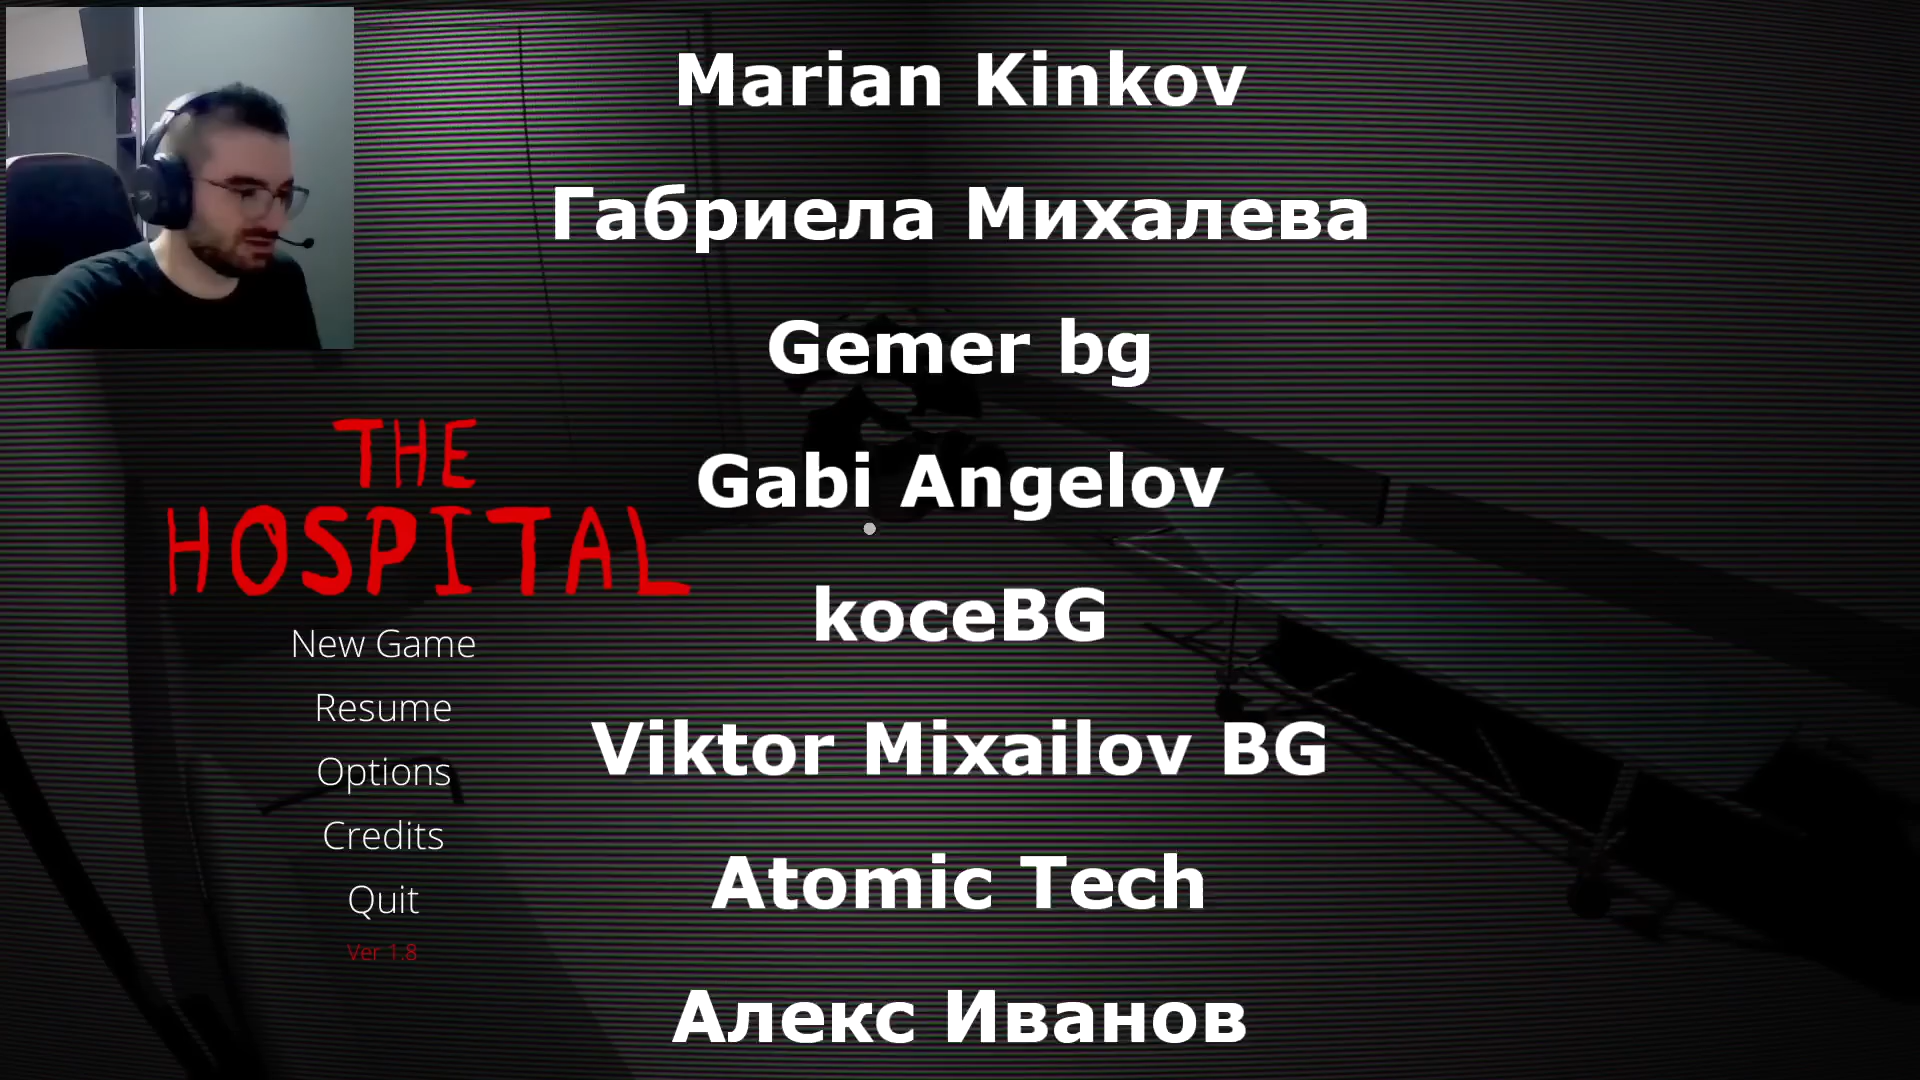 Marian Kinkov
Габриела Михалева
Gemer bg
Gabi Angelov
koceBG
Viktor Mixailov BG
Atomic Tech
Алекс Иванов
THE
HOSPITAL
New Game
Resume
Options
Credits
Quit
Ver 1.8